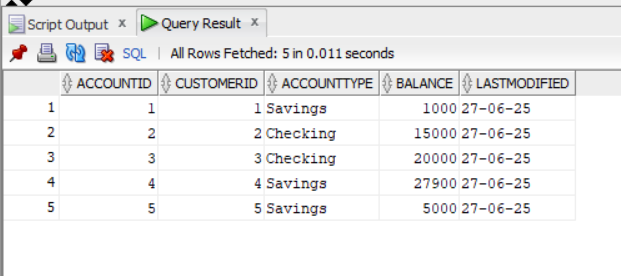 Script Output x Query Result x
SQL | All Rows Fetched: 5 in 0.011 seconds
ACCOUNTID CUSTOMERID ACCOUNTTYPE BALANCE LASTMODIFIED
1 1 1 Savings 1000 27-06-25
2 2 2 Checking 15000 27-06-25
3 3 3 Checking 20000 27-06-25
4 4 4 Savings 27900 27-06-25
5 5 5 Savings 5000 27-06-25